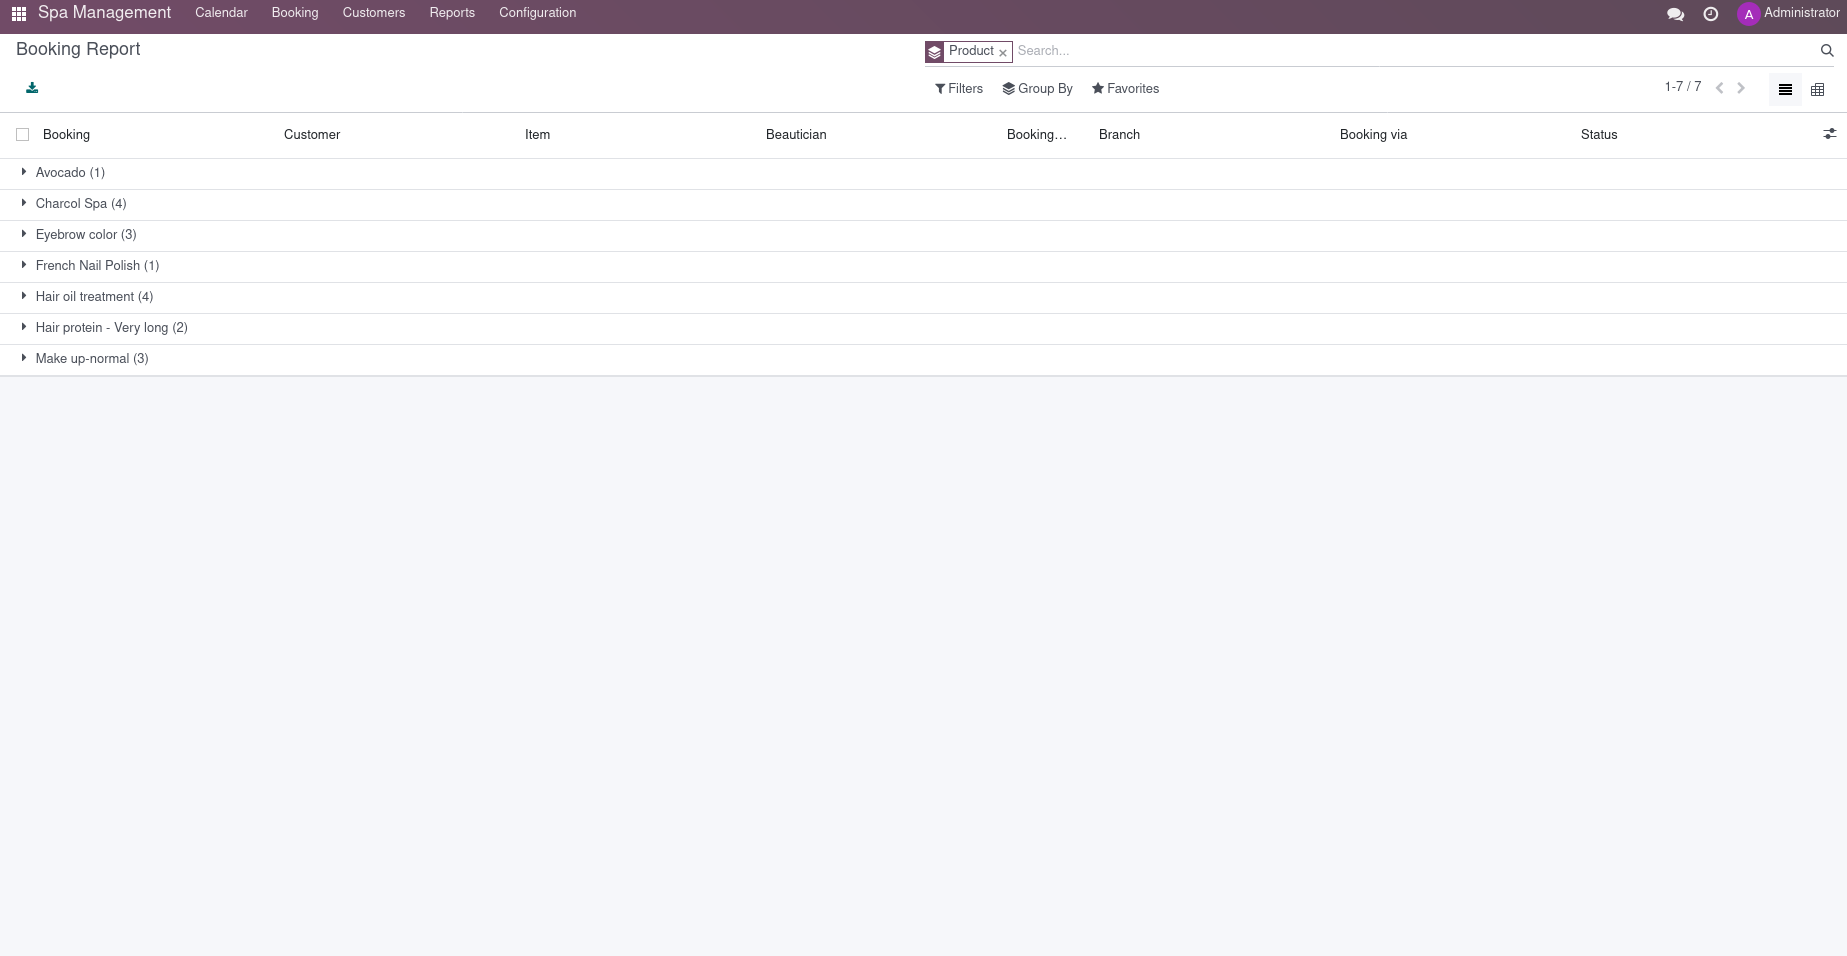 Spa Management Calendar Booking Customers Reports Configuration A Administrator
Booking Report Product × Search...
Filters Group By Favorites 1-7 / 7
Booking Customer Item Beautician Booking... Branch Booking via Status
Avocado (1)
Charcol Spa (4)
Eyebrow color (3)
French Nail Polish (1)
Hair oil treatment (4)
Hair protein - Very long (2)
Make up-normal (3)